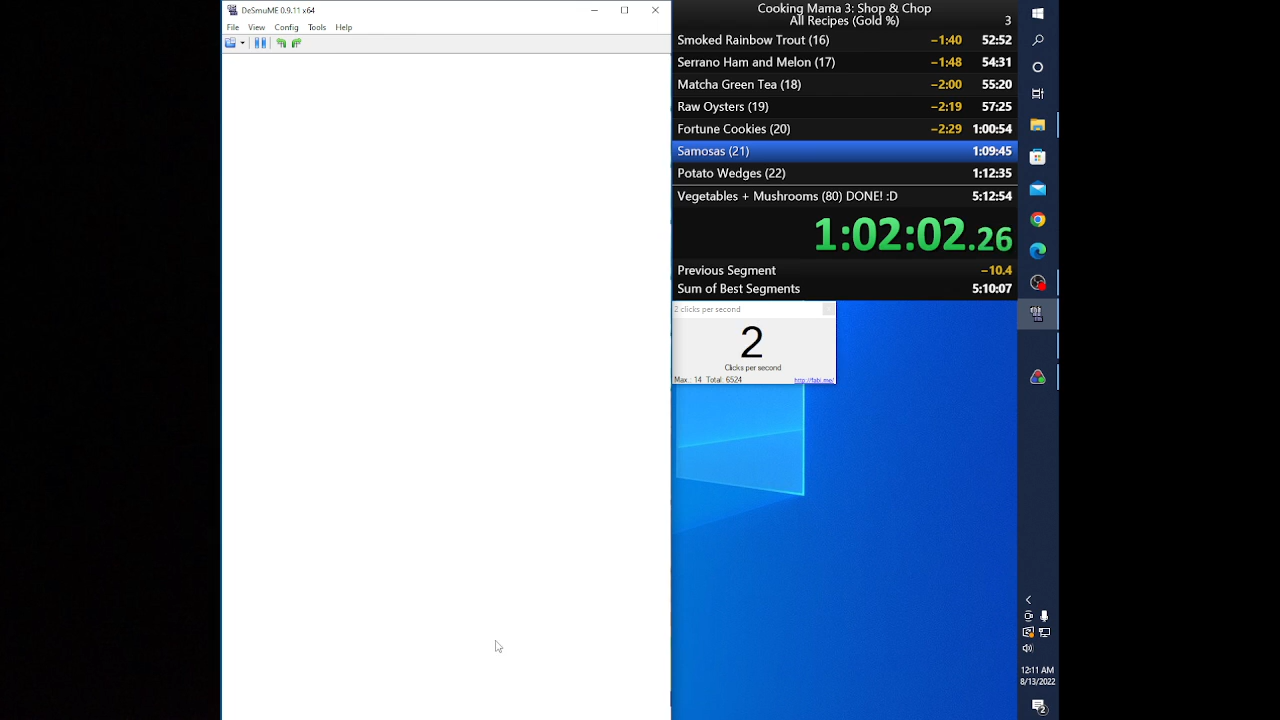 DeSmuME 0.9.11 x64
File View Config Tools Help
Cooking Mama 3: Shop & Chop
All Recipes (Gold %) 3
Smoked Rainbow Trout (16) −1:40 52:52
Serrano Ham and Melon (17) −1:48 54:31
Matcha Green Tea (18) −2:00 55:20
Raw Oysters (19) −2:19 57:25
Fortune Cookies (20) −2:29 1:00:54
Samosas (21) 1:09:45
Potato Wedges (22) 1:12:35
Vegetables + Mushrooms (80) DONE! :D 5:12:54
1:02:02.26
Previous Segment −10.4
Sum of Best Segments 5:10:07
2 clicks per second
2
Clicks per second
Max.: 14 Total: 6524 http://fabi.me/
12:11 AM
8/13/2022
2